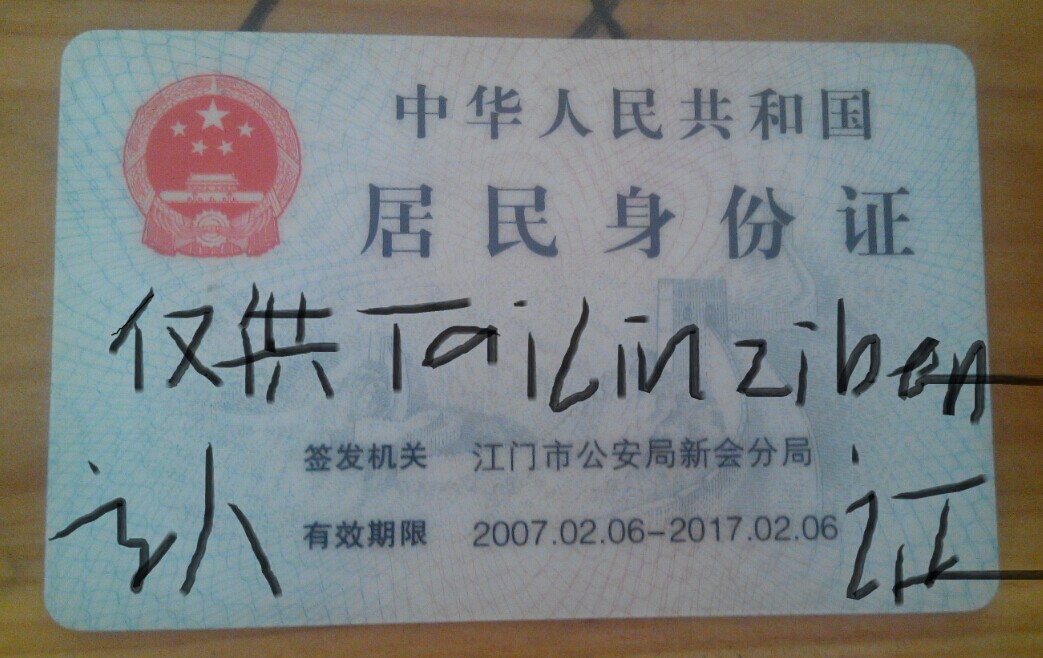 中华人民共和国
居民身份证
仅供Tailinziben
签发机关 江门市公安局新会分局
有效期限 2007.02.06-2017.02.06
认证